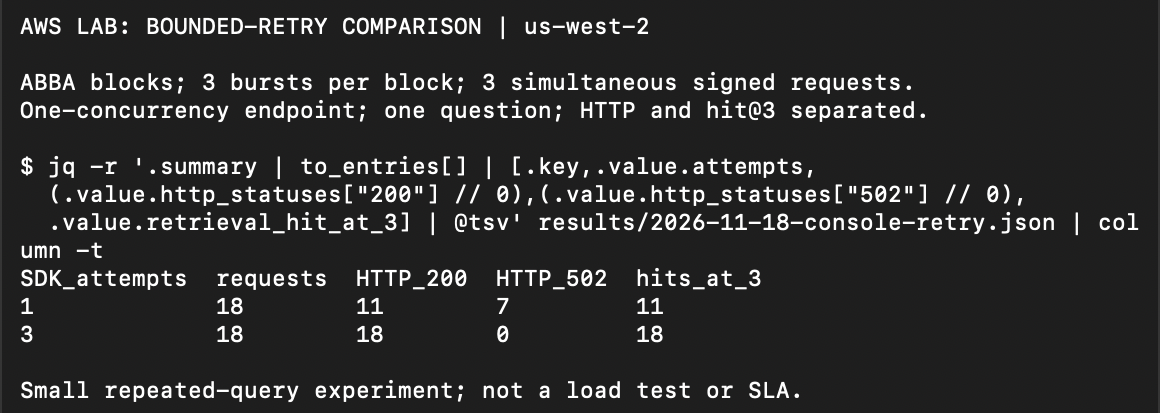 AWS LAB: BOUNDED-RETRY COMPARISON | us-west-2
ABBA blocks; 3 bursts per block; 3 simultaneous signed requests.
One-concurrency endpoint; one question; HTTP and hit@3 separated.
$ jq -r '.summary | to_entries[] | [.key,.value.attempts,
(.value.http_statuses["200"] // 0),(.value.http_statuses["502"] // 0),
.value.retrieval_hit_at_3] | @tsv' results/2026-11-18-console-retry.json | col
umn -t
SDK_attempts requests HTTP_200 HTTP_502 hits_at_3
1 18 11 7 11
3 18 18 0 18
Small repeated-query experiment; not a load test or SLA.